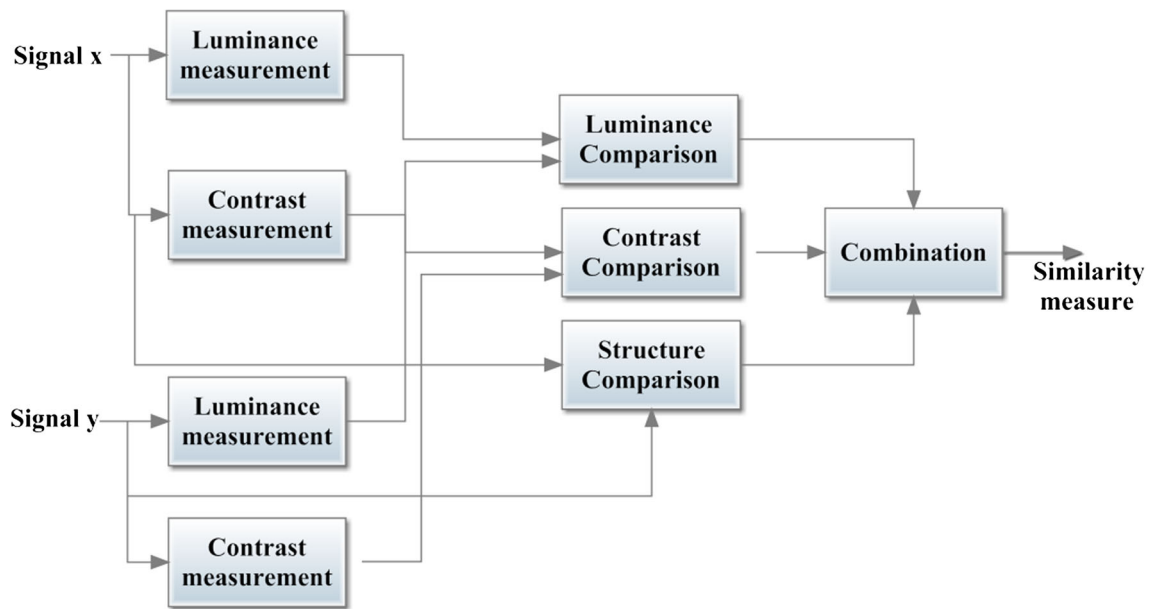 Signal x
Luminance
measurement
Contrast
measurement
Luminance
Comparison
Contrast
Comparison
Structure
Comparison
Combination
Similarity
measure
Signal y
Luminance
measurement
Contrast
measurement